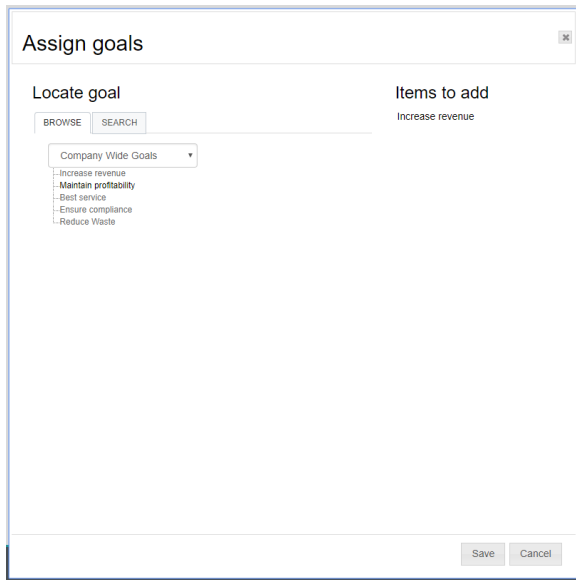 Assign goals
Locate goal
BROWSE SEARCH
Company Wide Goals
Increase revenue
Maintain profitability
Best service
Ensure compliance
Reduce Waste
Items to add
Increase revenue
Save Cancel